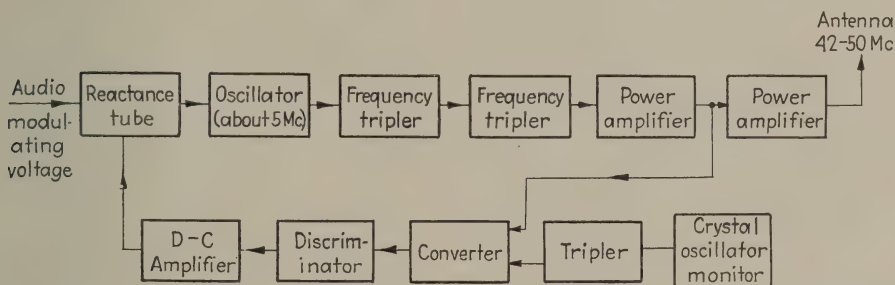 Antenna
42-50 Mc
Audio
modul-
ating
voltage
Reactance
tube
Oscillator
(about 5 Mc)
Frequency
tripler
Frequency
tripler
Power
amplifier
Power
amplifier
D-C
Amplifier
Discrim-
inator
Converter
Tripler
Crystal
oscillator
monitor